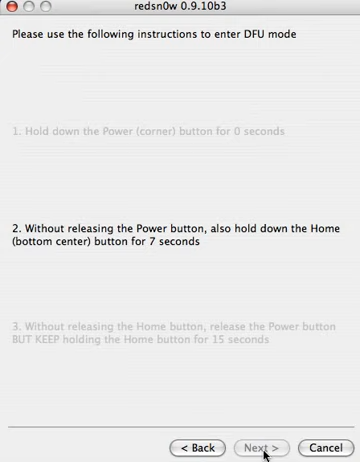 redsn0w 0.9.10b3
Please use the following instructions to enter DFU mode
1. Hold down the Power (corner) button for 0 seconds
2. Without releasing the Power button, also hold down the Home
(bottom center) button for 7 seconds
3. Without releasing the Home button, release the Power button
BUT KEEP holding the Home button for 15 seconds
< Back Next > Cancel